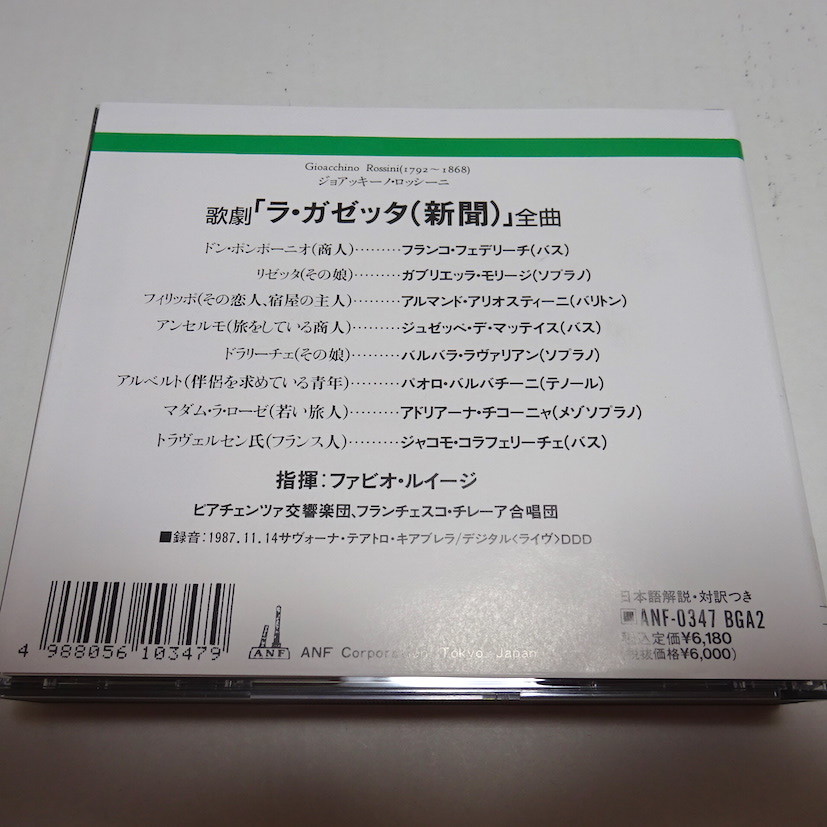 Gioacchino Rossini(1792～1868)
ジョアッキーノ・ロッシーニ
歌劇「ラ・ガゼッタ(新聞)」全曲
ドン・ポンポーニオ(商人)………フランコ・フェデリーチ(バス)
リゼッタ(その娘)………ガブリエッラ・モリージ(ソプラノ)
フィリッポ(その恋人、宿屋の主人)………アルマンド・アリオスティーニ(バリトン)
アンセルモ(旅をしている商人)………ジュゼッペ・デ・マッテイス(バス)
ドラリーチェ(その娘)………バルバラ・ラヴァリアン(ソプラノ)
アルベルト(伴侶を求めている青年)………パオロ・バルバチーニ(テノール)
マダム・ラ・ローゼ(若い旅人)………アドリアーナ・チコーニャ(メゾソプラノ)
トラヴェルセン氏(フランス人)………ジャコモ・コラフェリーチェ(バス)
指揮：ファビオ・ルイージ
ピアチェンツァ交響楽団、フランチェスコ・チレーア合唱団
■録音：1987.11.14サヴォーナ・テアトロ・キアブレラ/デジタル〈ライヴ〉DDD
日本語解説・対訳つき
ANF-0347 BGA2
税込定価¥6,180
税抜価格¥6,000)
4 988056 103479
ANF
ANF Corporation Tokyo, Japan